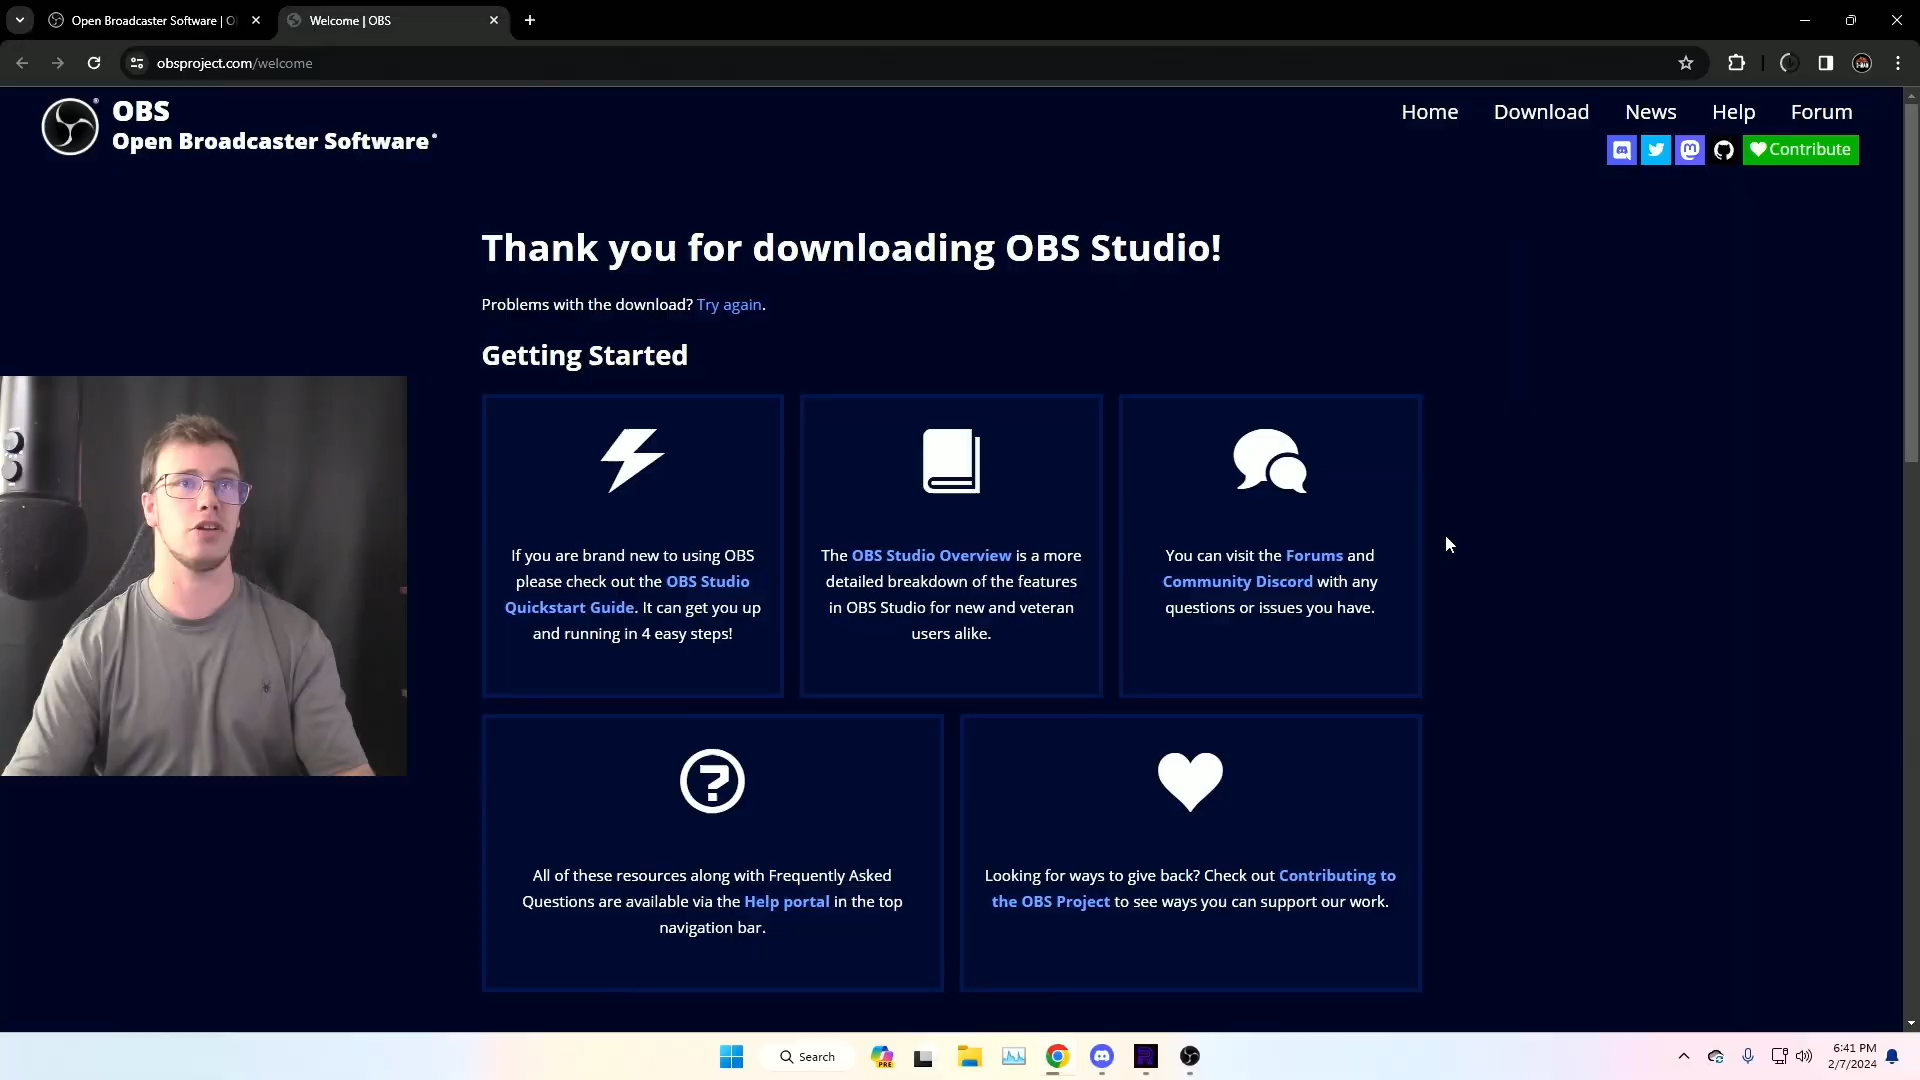 Open Broadcaster Software | O
Welcome | OBS
obsproject.com/welcome
OBS
Open Broadcaster Software
Home
Download
News
Help
Forum
Contribute
Thank you for downloading OBS Studio!
Problems with the download? Try again.
Getting Started
If you are brand new to using OBS
please check out the OBS Studio
Quickstart Guide. It can get you up
and running in 4 easy steps!
The OBS Studio Overview is a more
detailed breakdown of the features
in OBS Studio for new and veteran
users alike.
You can visit the Forums and
Community Discord with any
questions or issues you have.
All of these resources along with Frequently Asked
Questions are available via the Help portal in the top
navigation bar.
Looking for ways to give back? Check out Contributing to
the OBS Project to see ways you can support our work.
Search
PRE
6:41 PM
2/7/2024